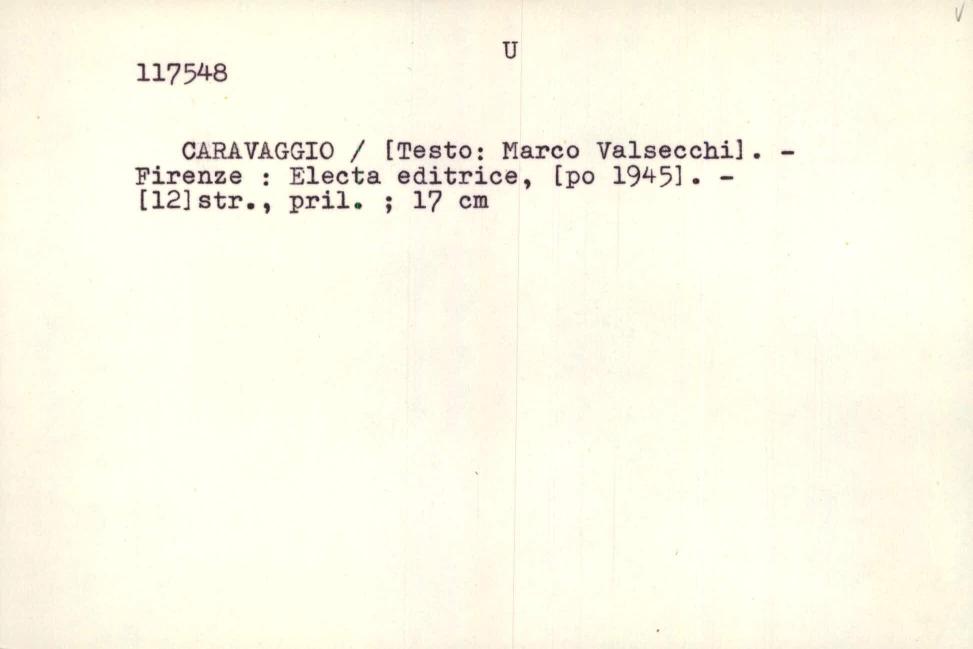 U
117548
CARAVAGGIO / [Testo: Marco Valsecchi]. -
Firenze : Electa editrice, [po 1945]. -
[12]str., pril. ; 17 cm